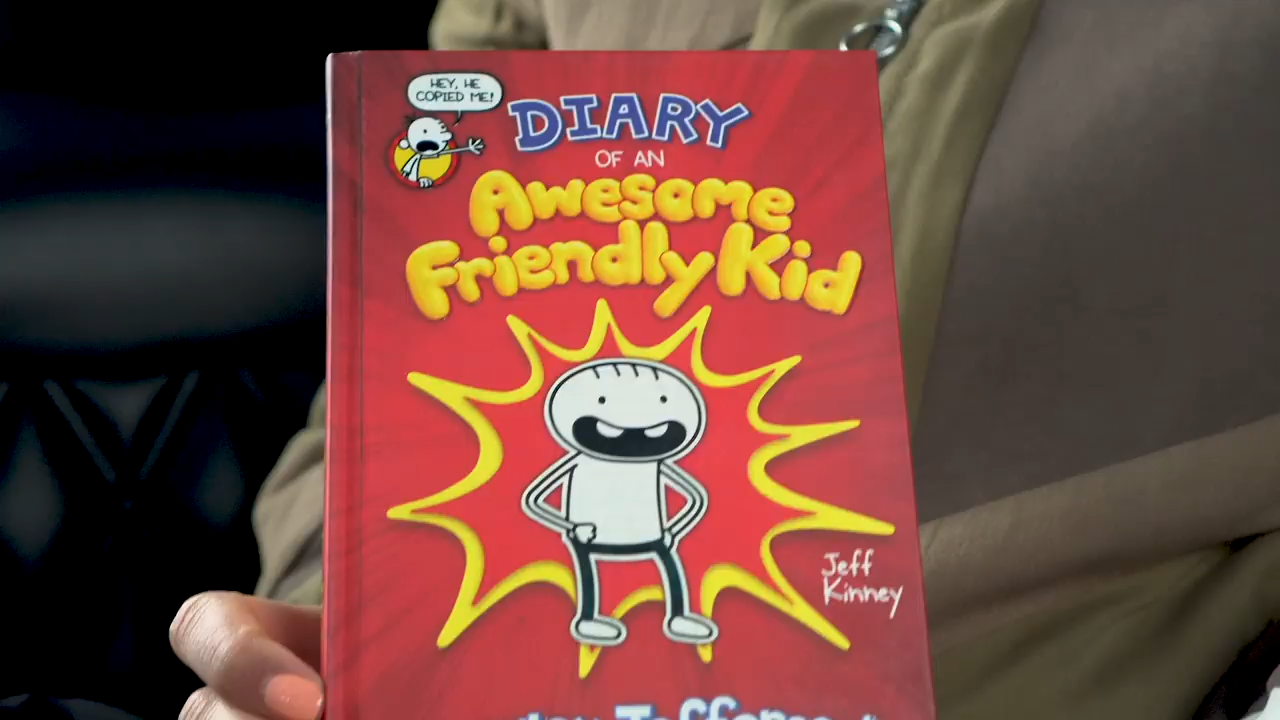 HEY, HE
COPIED ME!
DIARY
OF AN
Awesome
Friendly Kid
Jeff
Kinney